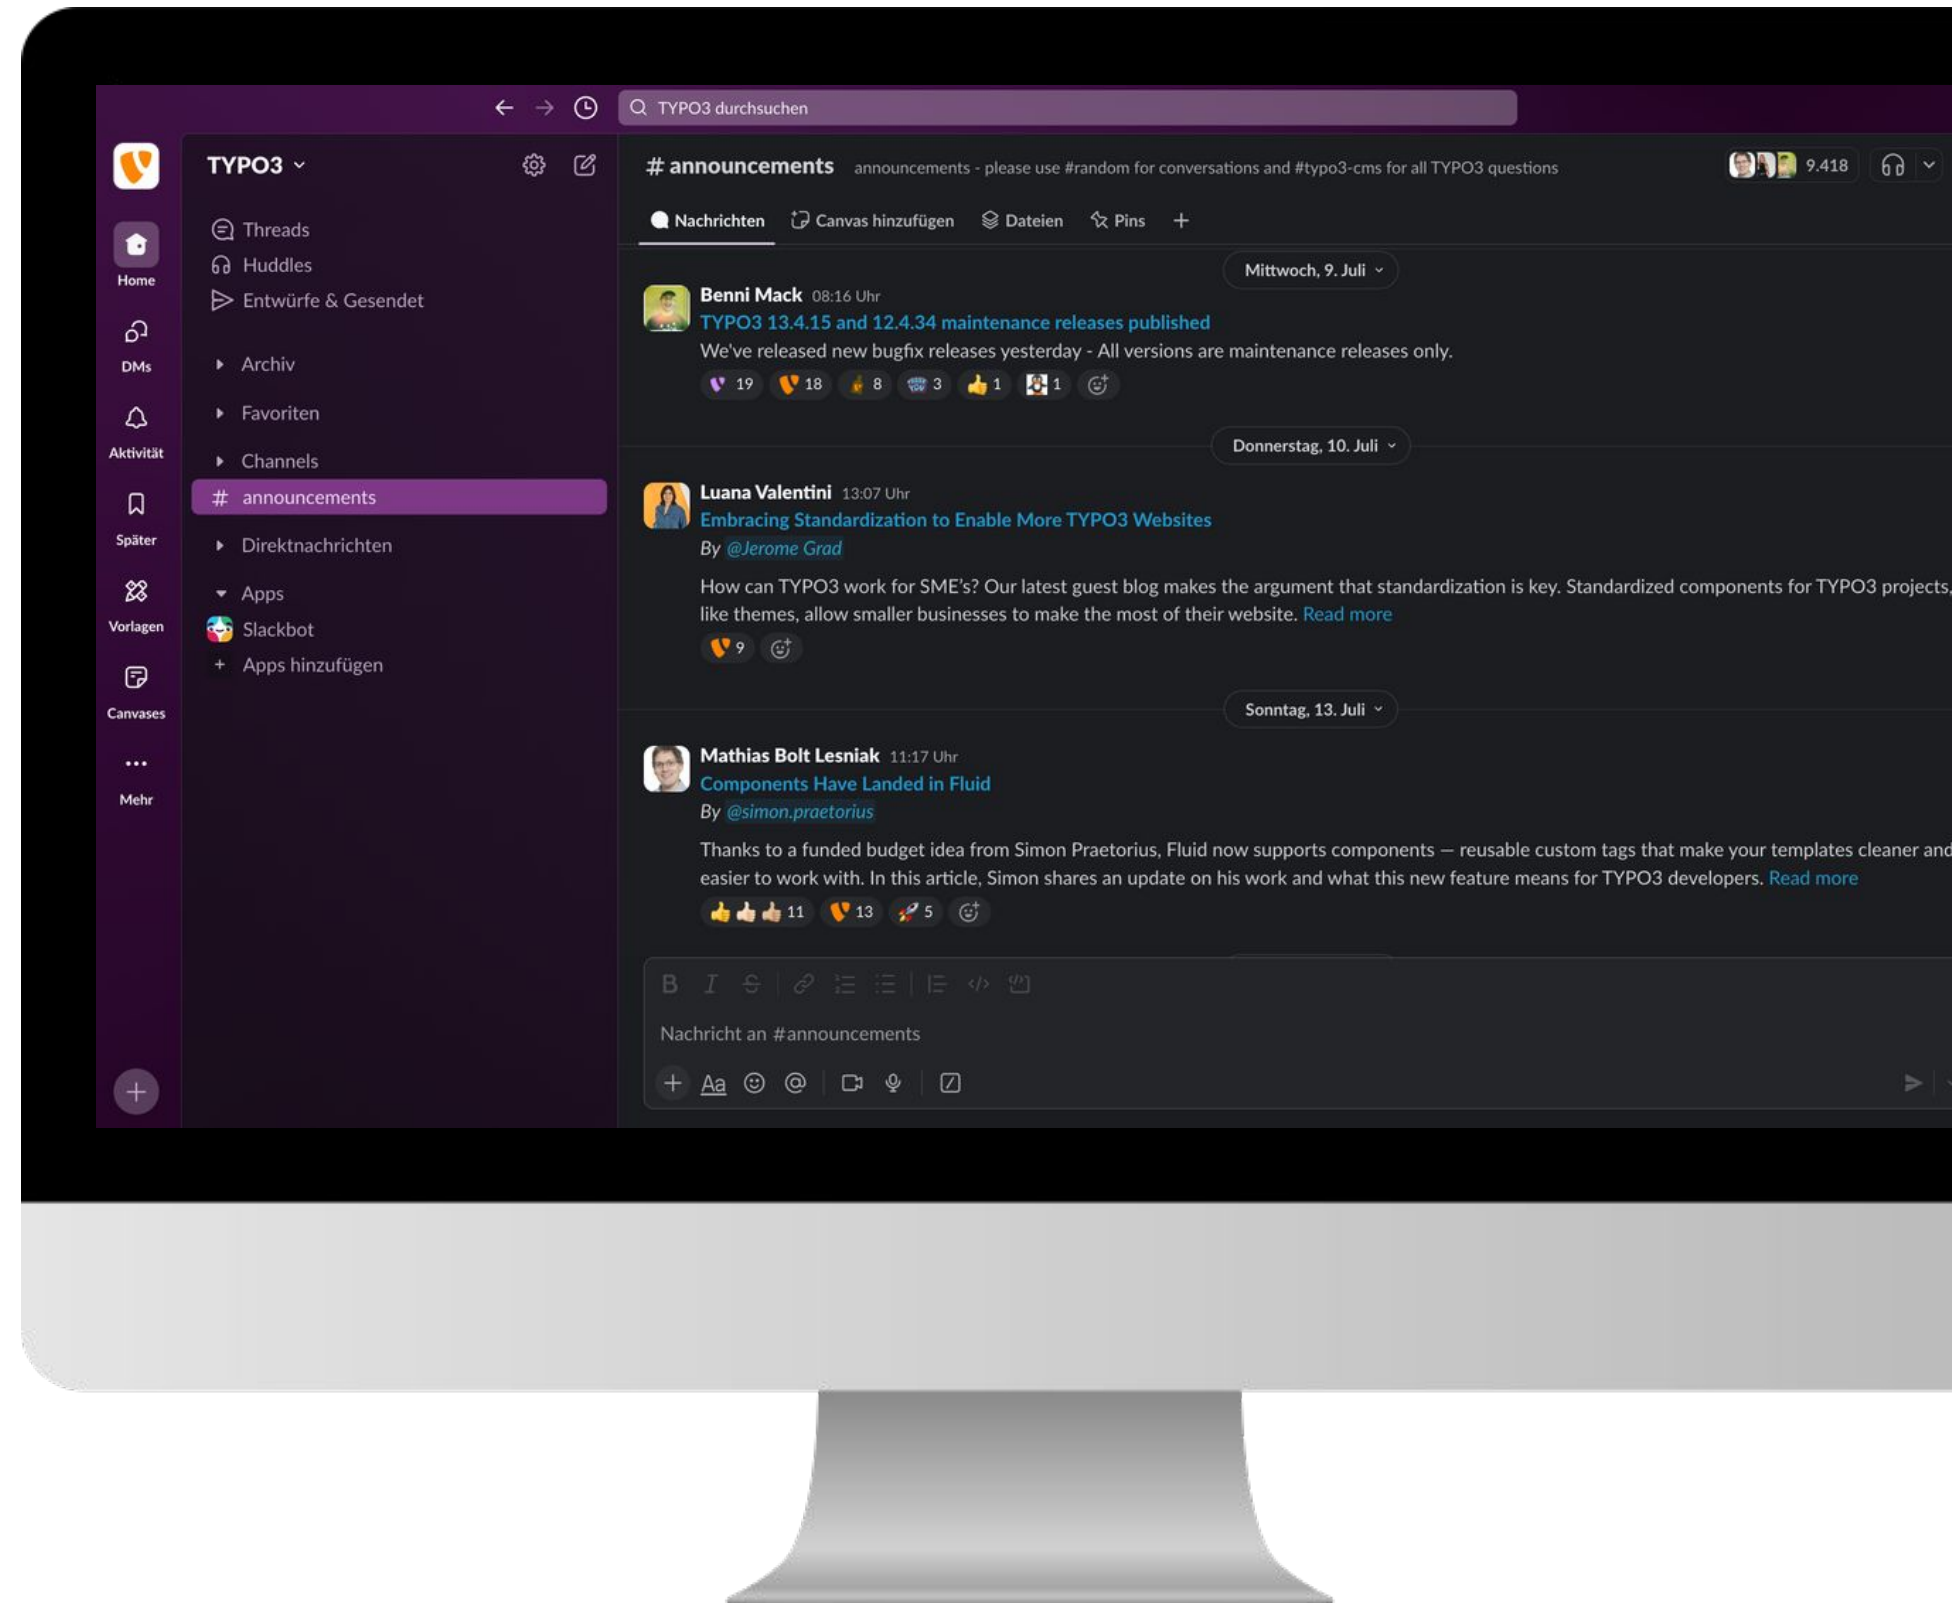 TYPO3 durchsuchen
TYPO3
Home
DMs
Aktivität
Später
Vorlagen
Canvases
Mehr
Threads
Huddles
Entwürfe & Gesendet
Archiv
Favoriten
Channels
# announcements
Direktnachrichten
Apps
Slackbot
+ Apps hinzufügen
# announcements announcements - please use #random for conversations and #typo3-cms for all TYPO3 questions 9.418
Nachrichten Canvas hinzufügen Dateien Pins +
Mittwoch, 9. Juli
Benni Mack 08:16 Uhr
TYPO3 13.4.15 and 12.4.34 maintenance releases published
We've released new bugfix releases yesterday - All versions are maintenance releases only.
19 18 8 3 1 1
Donnerstag, 10. Juli
Luana Valentini 13:07 Uhr
Embracing Standardization to Enable More TYPO3 Websites
By @Jerome Grad
How can TYPO3 work for SME's? Our latest guest blog makes the argument that standardization is key. Standardized components for TYPO3 projects,
like themes, allow smaller businesses to make the most of their website. Read more
9
Sonntag, 13. Juli
Mathias Bolt Lesniak 11:17 Uhr
Components Have Landed in Fluid
By @simon.praetorius
Thanks to a funded budget idea from Simon Praetorius, Fluid now supports components — reusable custom tags that make your templates cleaner and
easier to work with. In this article, Simon shares an update on his work and what this new feature means for TYPO3 developers. Read more
11 13 5
B I S
Nachricht an #announcements
+ Aa @